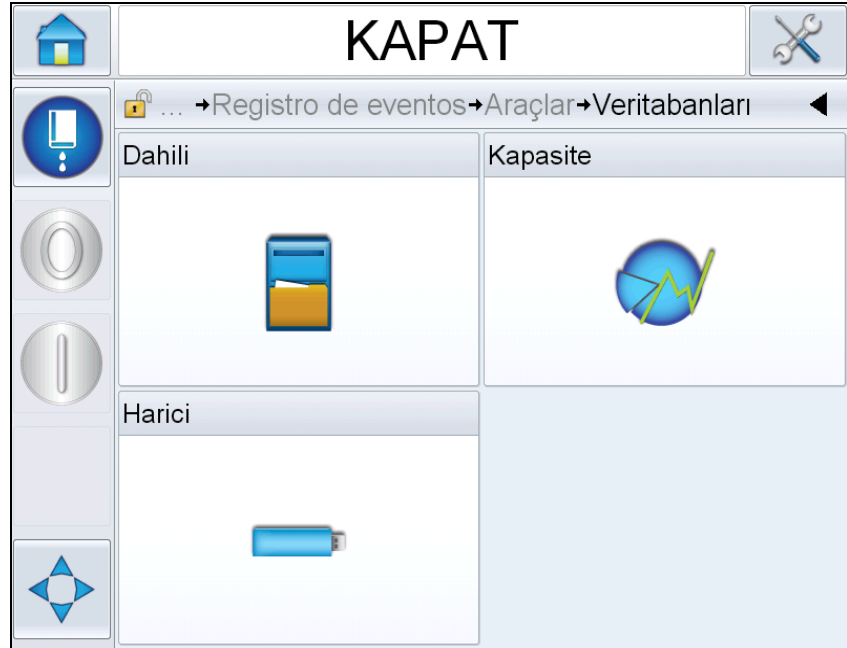 KAPAT
... →Registro de eventos→Araçlar→Veritabanları
Dahili
Kapasite
Harici